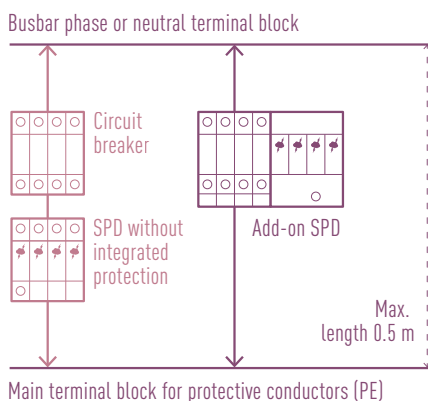 Busbar phase or neutral terminal block
Circuit
breaker
SPD without
integrated
protection
Add-on SPD
Max.
length 0.5 m
Main terminal block for protective conductors (PE)